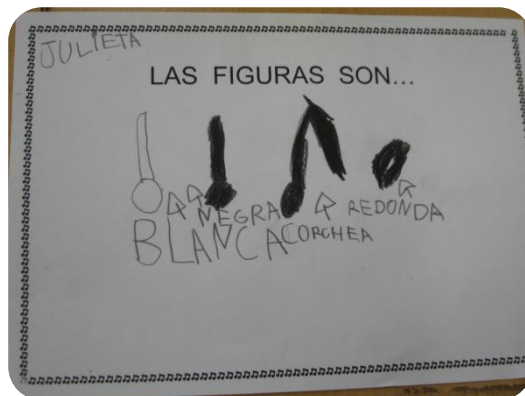 JULIETA
LAS FIGURAS SON...
NEGRA REDONDA
BLANCA CORCHEA